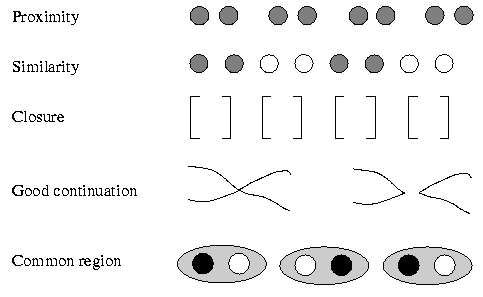 Proximity
Similarity
Closure
Good continuation
Common region